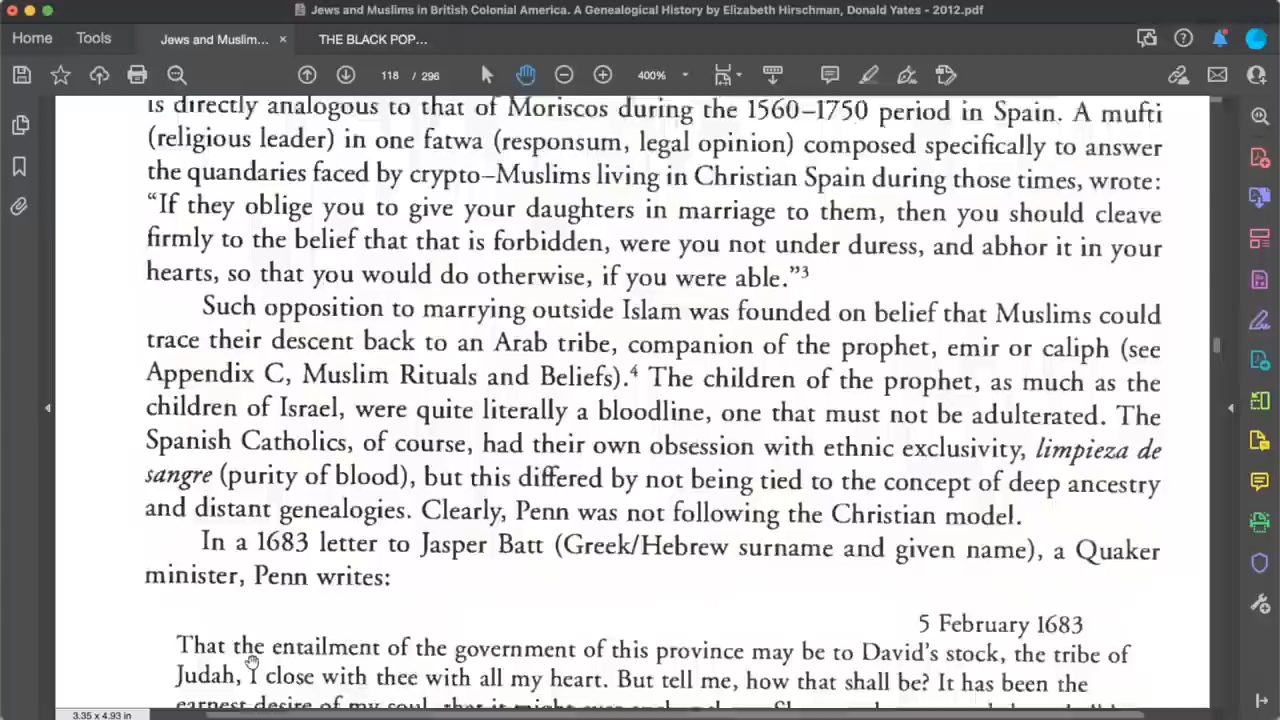 Jews and Muslims in British Colonial America. A Genealogical History by Elizabeth Hirschman, Donald Yates - 2012.pdf
Home Tools Jews and Muslim... × THE BLACK POP...
118 / 296 400%
is directly analogous to that of Moriscos during the 1560–1750 period in Spain. A mufti
(religious leader) in one fatwa (responsum, legal opinion) composed specifically to answer
the quandaries faced by crypto–Muslims living in Christian Spain during those times, wrote:
“If they oblige you to give your daughters in marriage to them, then you should cleave
firmly to the belief that that is forbidden, were you not under duress, and abhor it in your
hearts, so that you would do otherwise, if you were able.”³
Such opposition to marrying outside Islam was founded on belief that Muslims could
trace their descent back to an Arab tribe, companion of the prophet, emir or caliph (see
Appendix C, Muslim Rituals and Beliefs).⁴ The children of the prophet, as much as the
children of Israel, were quite literally a bloodline, one that must not be adulterated. The
Spanish Catholics, of course, had their own obsession with ethnic exclusivity, limpieza de
sangre (purity of blood), but this differed by not being tied to the concept of deep ancestry
and distant genealogies. Clearly, Penn was not following the Christian model.
In a 1683 letter to Jasper Batt (Greek/Hebrew surname and given name), a Quaker
minister, Penn writes:
5 February 1683
That the entailment of the government of this province may be to David’s stock, the tribe of
Judah, I close with thee with all my heart. But tell me, how that shall be? It has been the
earnest desire of my soul, that it might
3.35 x 4.93 in